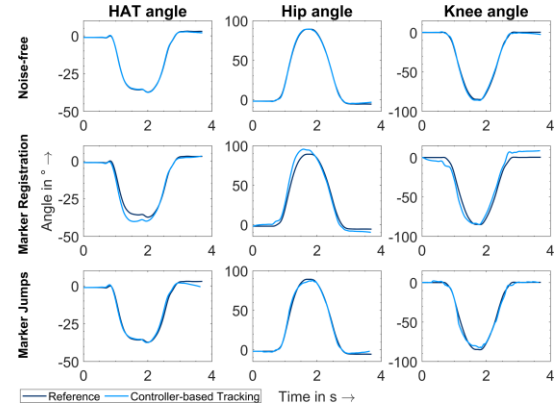 HAT angle Hip angle Knee angle
Noise-free
0
-25
-50
0 2 4
100
50
0
0 2 4
0
-50
-100
0 2 4
Marker Registration
Angle in ° →
0
-25
-50
0 2 4
100
50
0
0 2 4
0
-50
-100
0 2 4
Marker Jumps
0
-25
-50
0 2 4
100
50
0
0 2 4
0
-50
-100
0 2 4
Reference Controller-based Tracking Time in s →